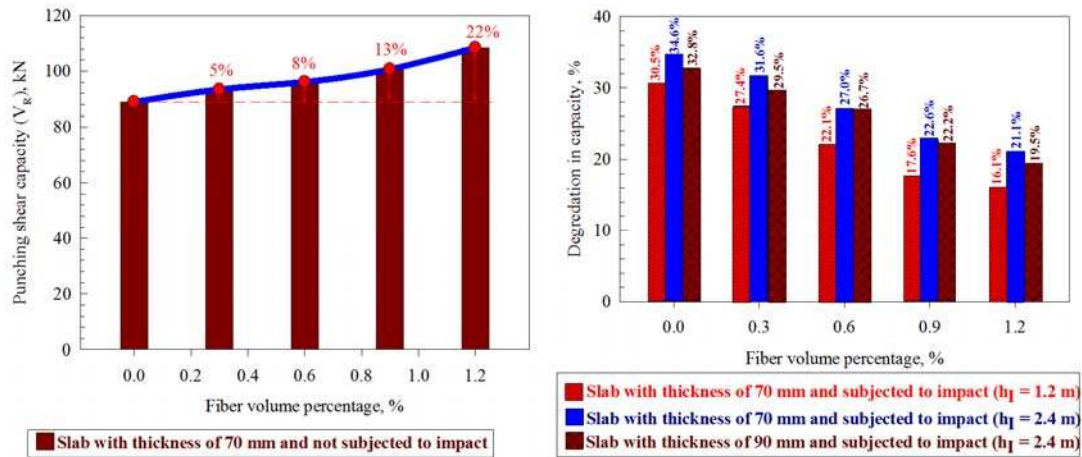 Punching shear capacity (V_R), kN
120
100
80
60
40
20
0
5%
8%
13%
22%
0.0 0.2 0.4 0.6 0.8 1.0 1.2
Fiber volume percentage, %
Slab with thickness of 70 mm and not subjected to impact
Degredation in capacity, %
40
30
20
10
0
30.5% 34.6% 32.8%
27.4% 31.6% 29.5%
22.1% 27.0% 26.7%
17.6% 22.6% 22.2%
16.1% 21.1% 19.5%
0.0 0.3 0.6 0.9 1.2
Fiber volume percentage, %
Slab with thickness of 70 mm and subjected to impact (h_I = 1.2 m)
Slab with thickness of 70 mm and subjected to impact (h_I = 2.4 m)
Slab with thickness of 90 mm and subjected to impact (h_I = 2.4 m)